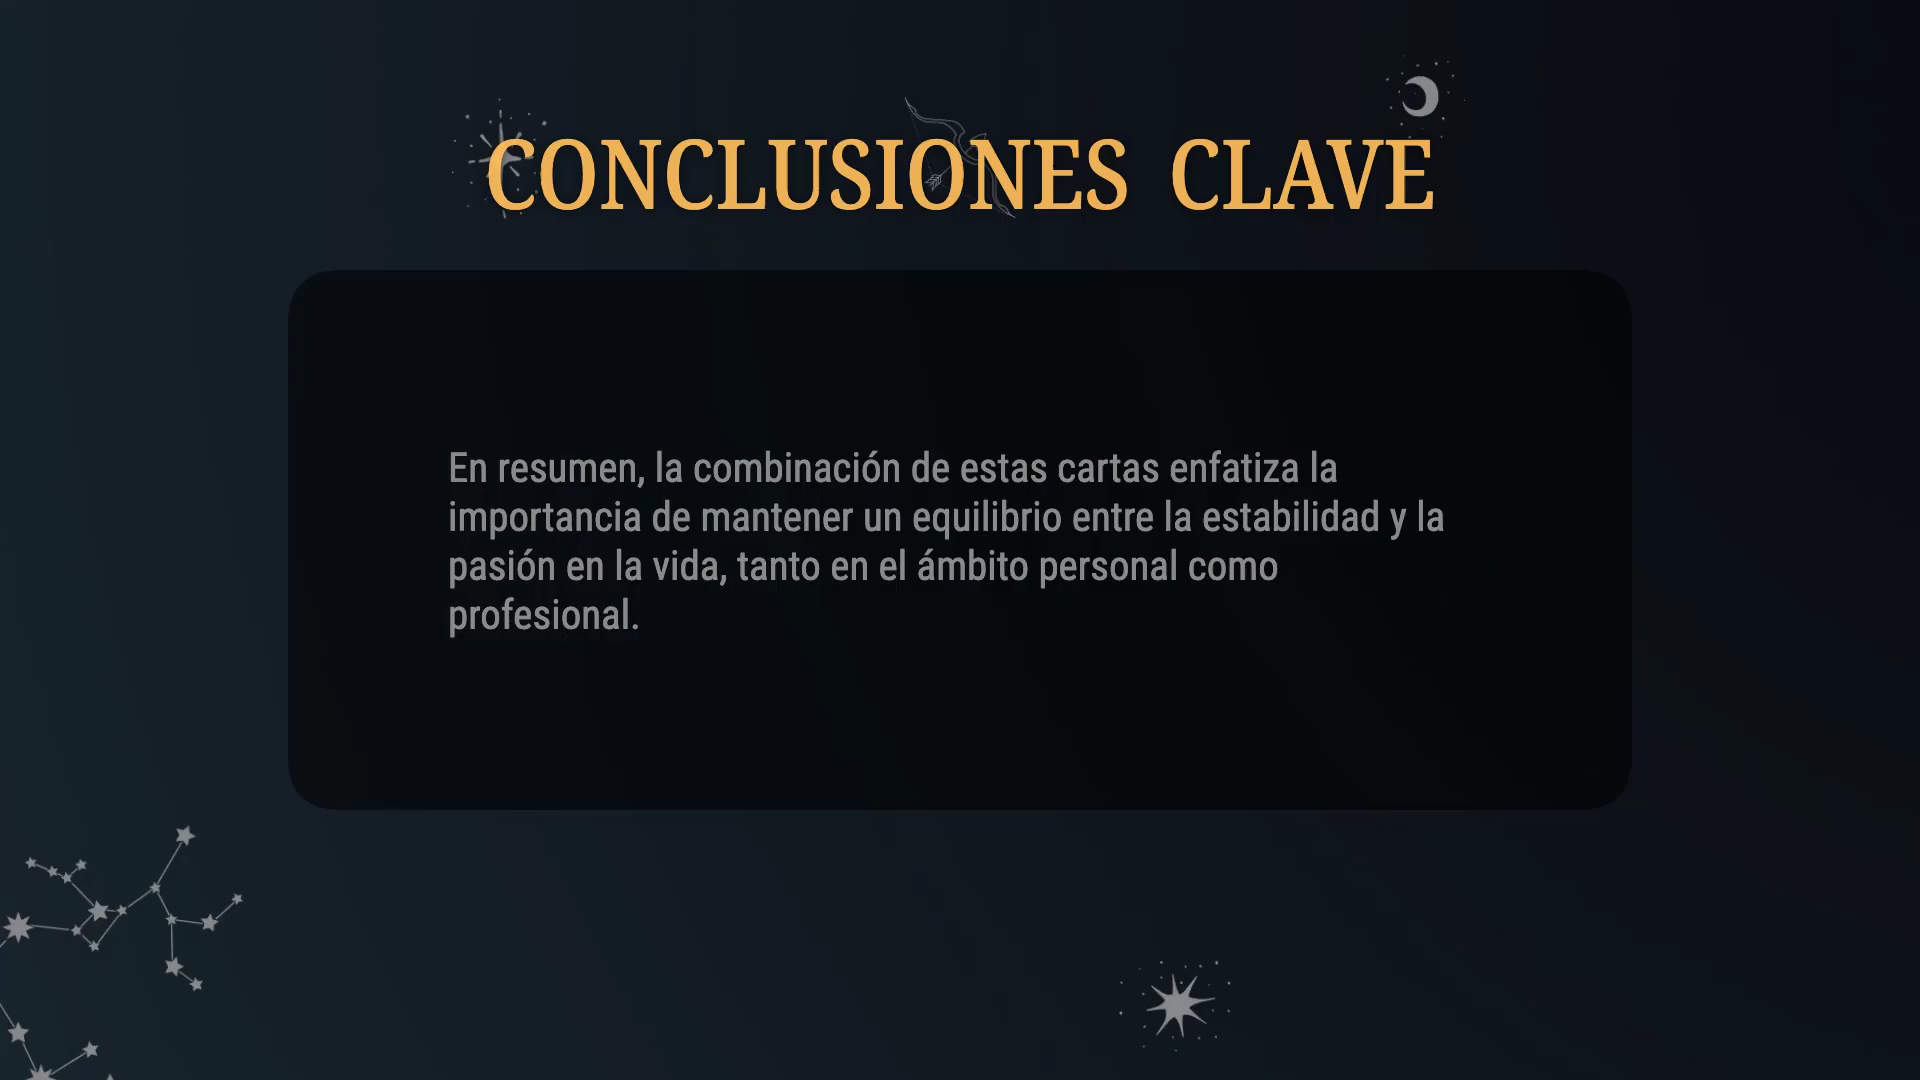 CONCLUSIONES CLAVE
En resumen, la combinación de estas cartas enfatiza la
importancia de mantener un equilibrio entre la estabilidad y la
pasión en la vida, tanto en el ámbito personal como
profesional.